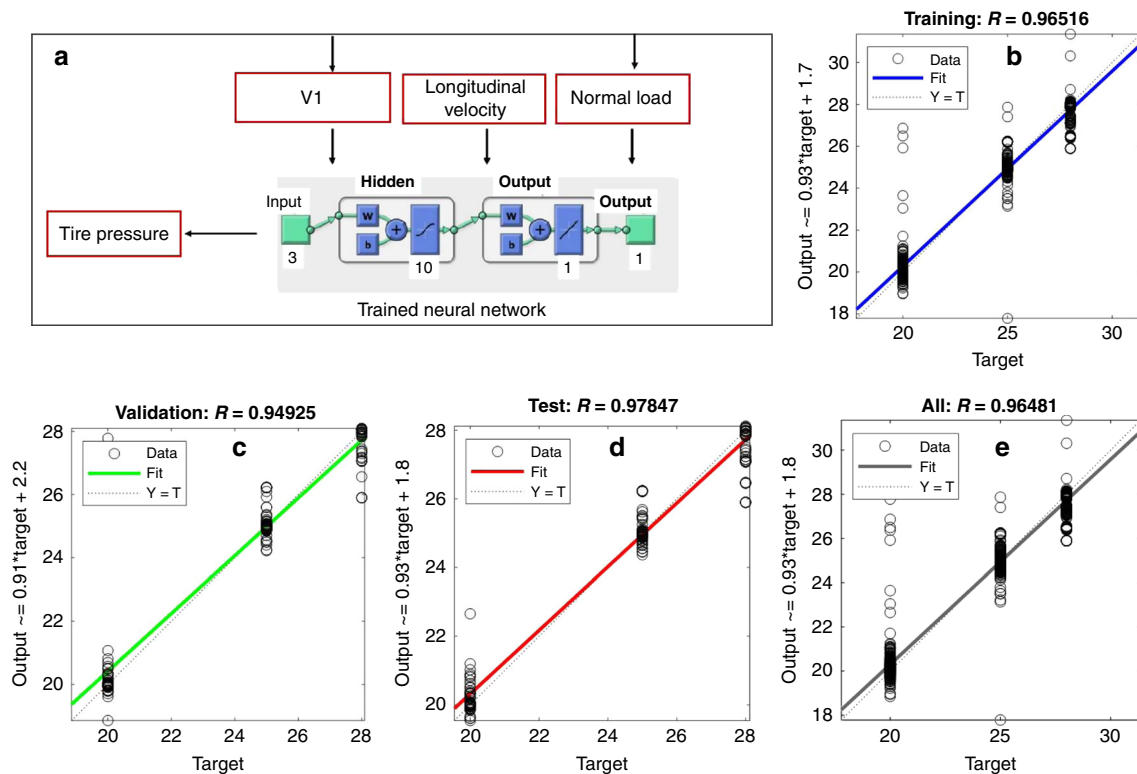 a
V1
Longitudinal
velocity
Normal load
Tire pressure
Input
3
Hidden
W
b
+
10
Output
W
b
+
1
Output
1
Trained neural network
Training: R = 0.96516
b
Data
Fit
Y = T
Output ~= 0.93*target + 1.7
30
28
26
24
22
20
18
20
25
30
Target
Validation: R = 0.94925
c
Data
Fit
Y = T
Output ~= 0.91*target + 2.2
28
26
24
22
20
20
22
24
26
28
Target
Test: R = 0.97847
d
Data
Fit
Y = T
Output ~= 0.93*target + 1.8
28
26
24
22
20
20
22
24
26
28
Target
All: R = 0.96481
e
Data
Fit
Y = T
Output ~= 0.93*target + 1.8
30
28
26
24
22
20
18
20
25
30
Target